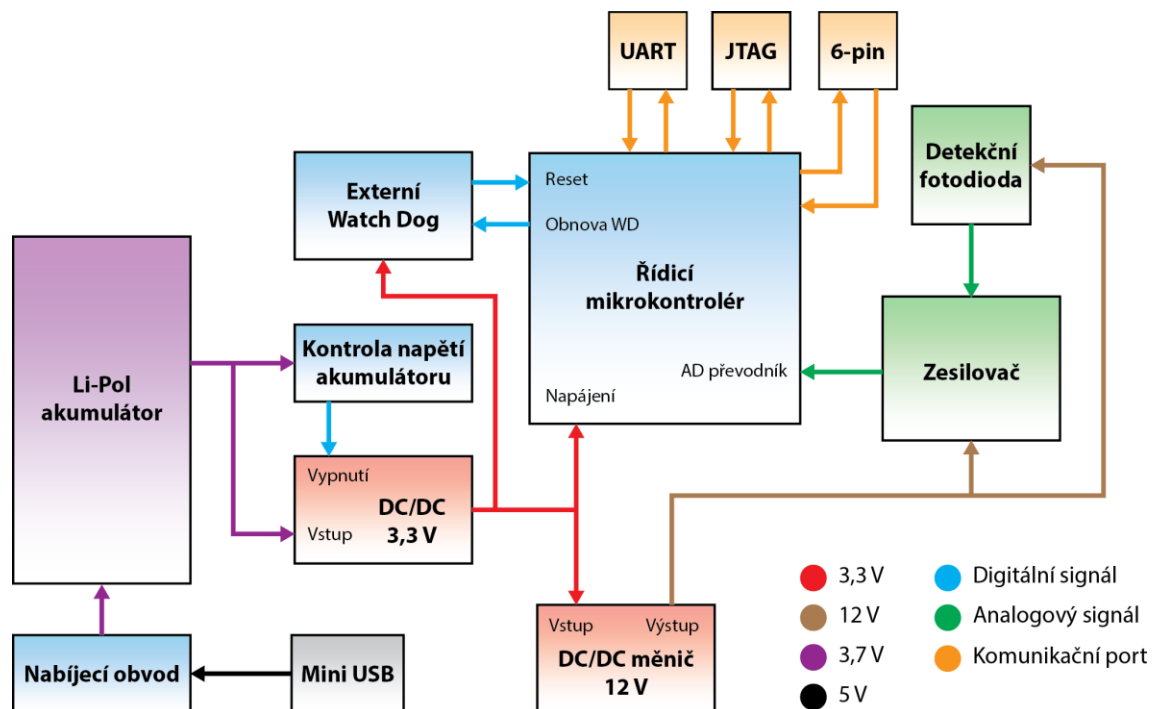 UART
JTAG
6-pin
Detekční
fotodioda
Externí
Watch Dog
Reset
Obnova WD
Řídicí
mikrokontrolér
AD převodník
Napájení
Zesilovač
Li-Pol
akumulátor
Kontrola napětí
akumulátoru
Vypnutí
DC/DC
Vstup
3,3 V
Vstup
Výstup
DC/DC měnič
12 V
Nabíjecí obvod
Mini USB
3,3 V
12 V
3,7 V
5 V
Digitální signál
Analogový signál
Komunikační port